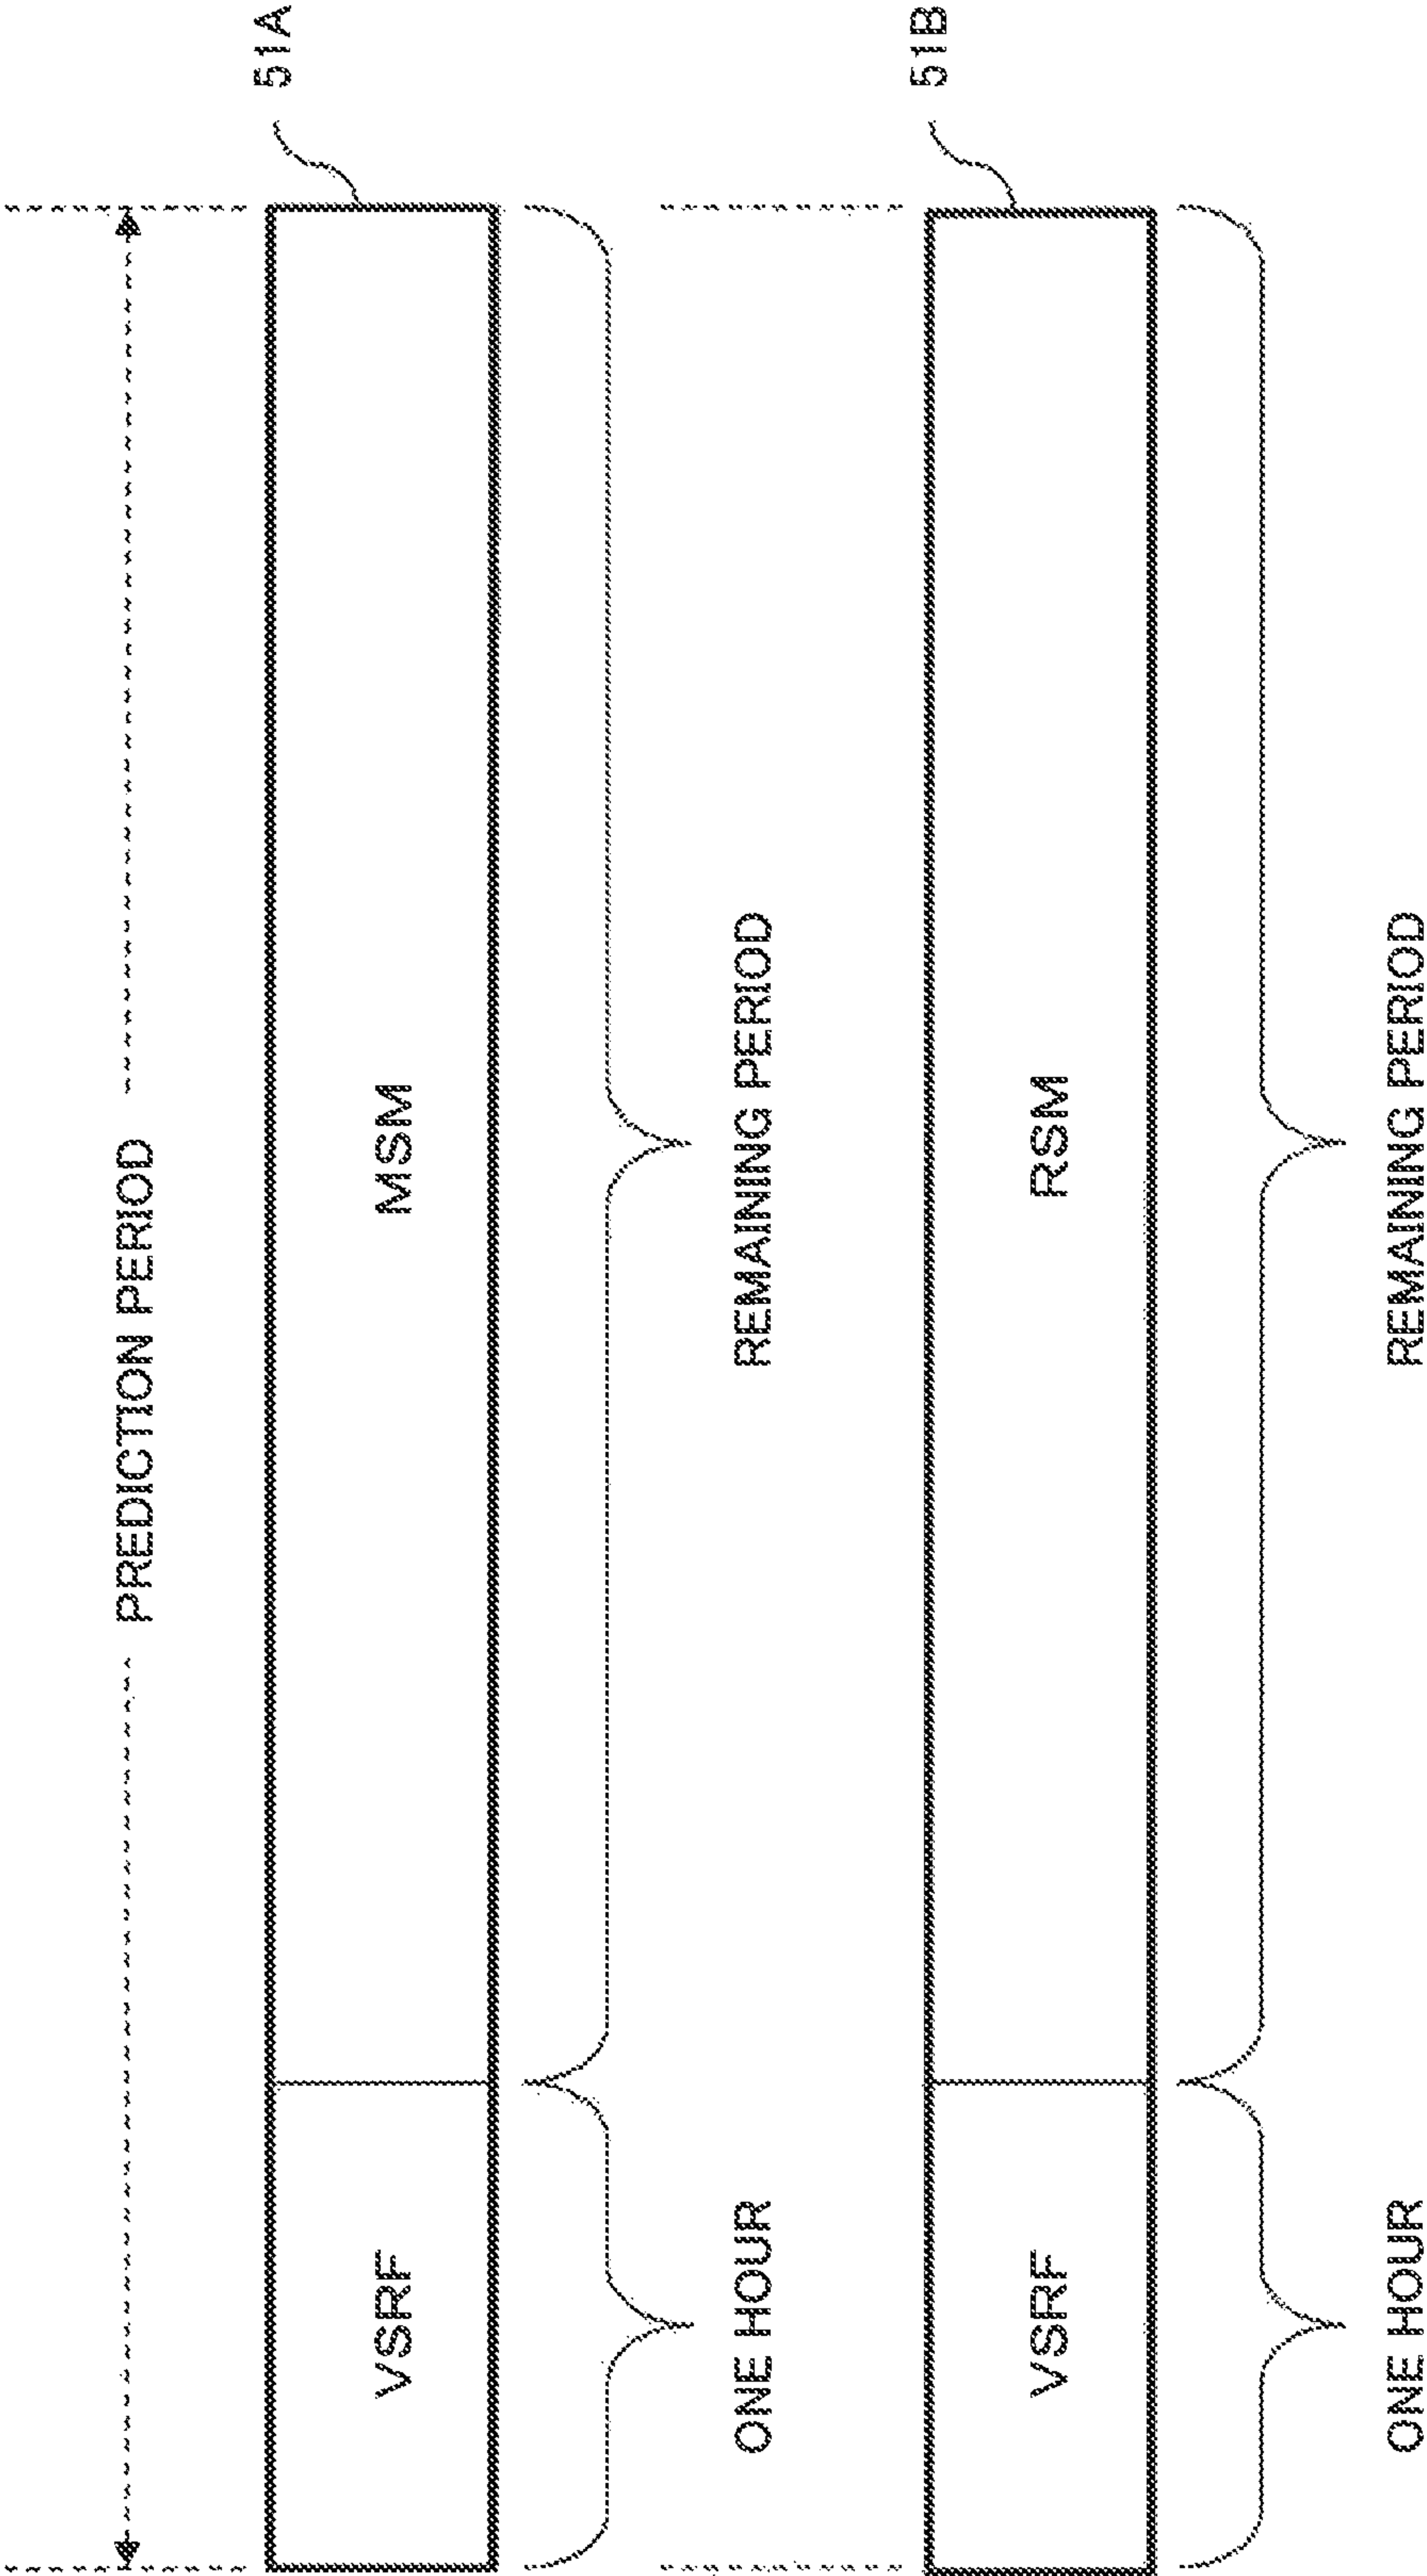 PREDICTION PERIOD
51A
VSRF
MSM
ONE HOUR
REMAINING PERIOD
51B
VSRF
RSM
ONE HOUR
REMAINING PERIOD